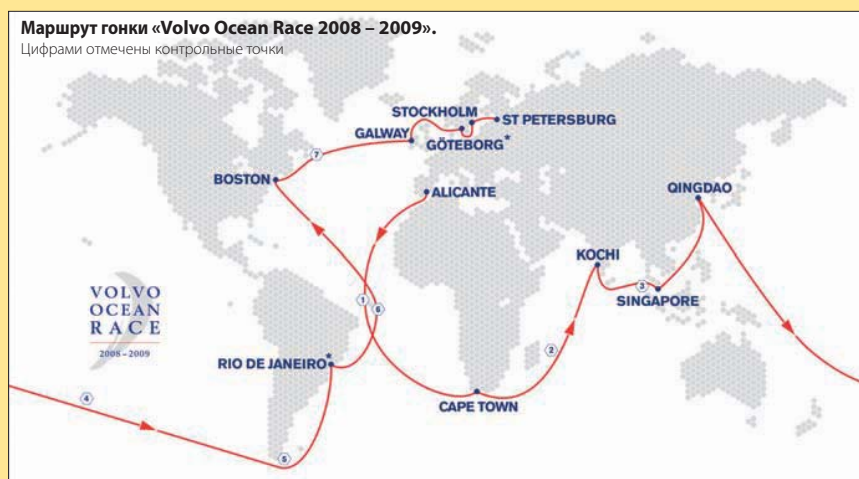 Маршрут гонки «Volvo Ocean Race 2008 – 2009».
Цифрами отмечены контрольные точки
STOCKHOLM
ST PETERSBURG
GALWAY
GÖTEBORG*
7
BOSTON
ALICANTE
QINGDAO
KOCHI
3
SINGAPORE
VOLVO
OCEAN
RACE
2008–2009
1
6
2
RIO DE JANEIRO*
CAPE TOWN
4
5